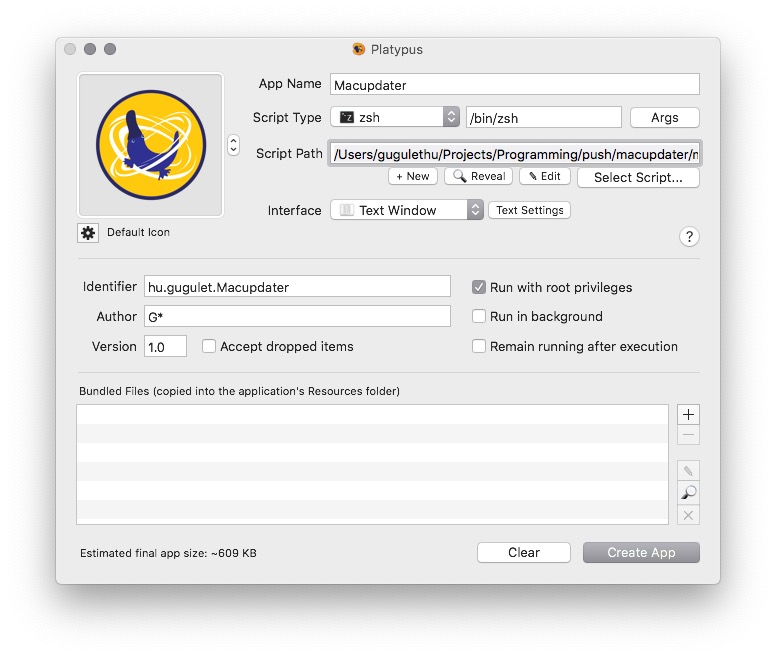 Platypus
App Name Macupdater
Script Type zsh /bin/zsh Args
Script Path /Users/gugulethu/Projects/Programming/push/macupdater/
+ New Reveal Edit Select Script...
Interface Text Window Text Settings
Default Icon ?
Identifier hu.gugulet.Macupdater Run with root privileges
Author G* Run in background
Version 1.0 Accept dropped items Remain running after execution
Bundled Files (copied into the application's Resources folder)
Estimated final app size: ~609 KB Clear Create App